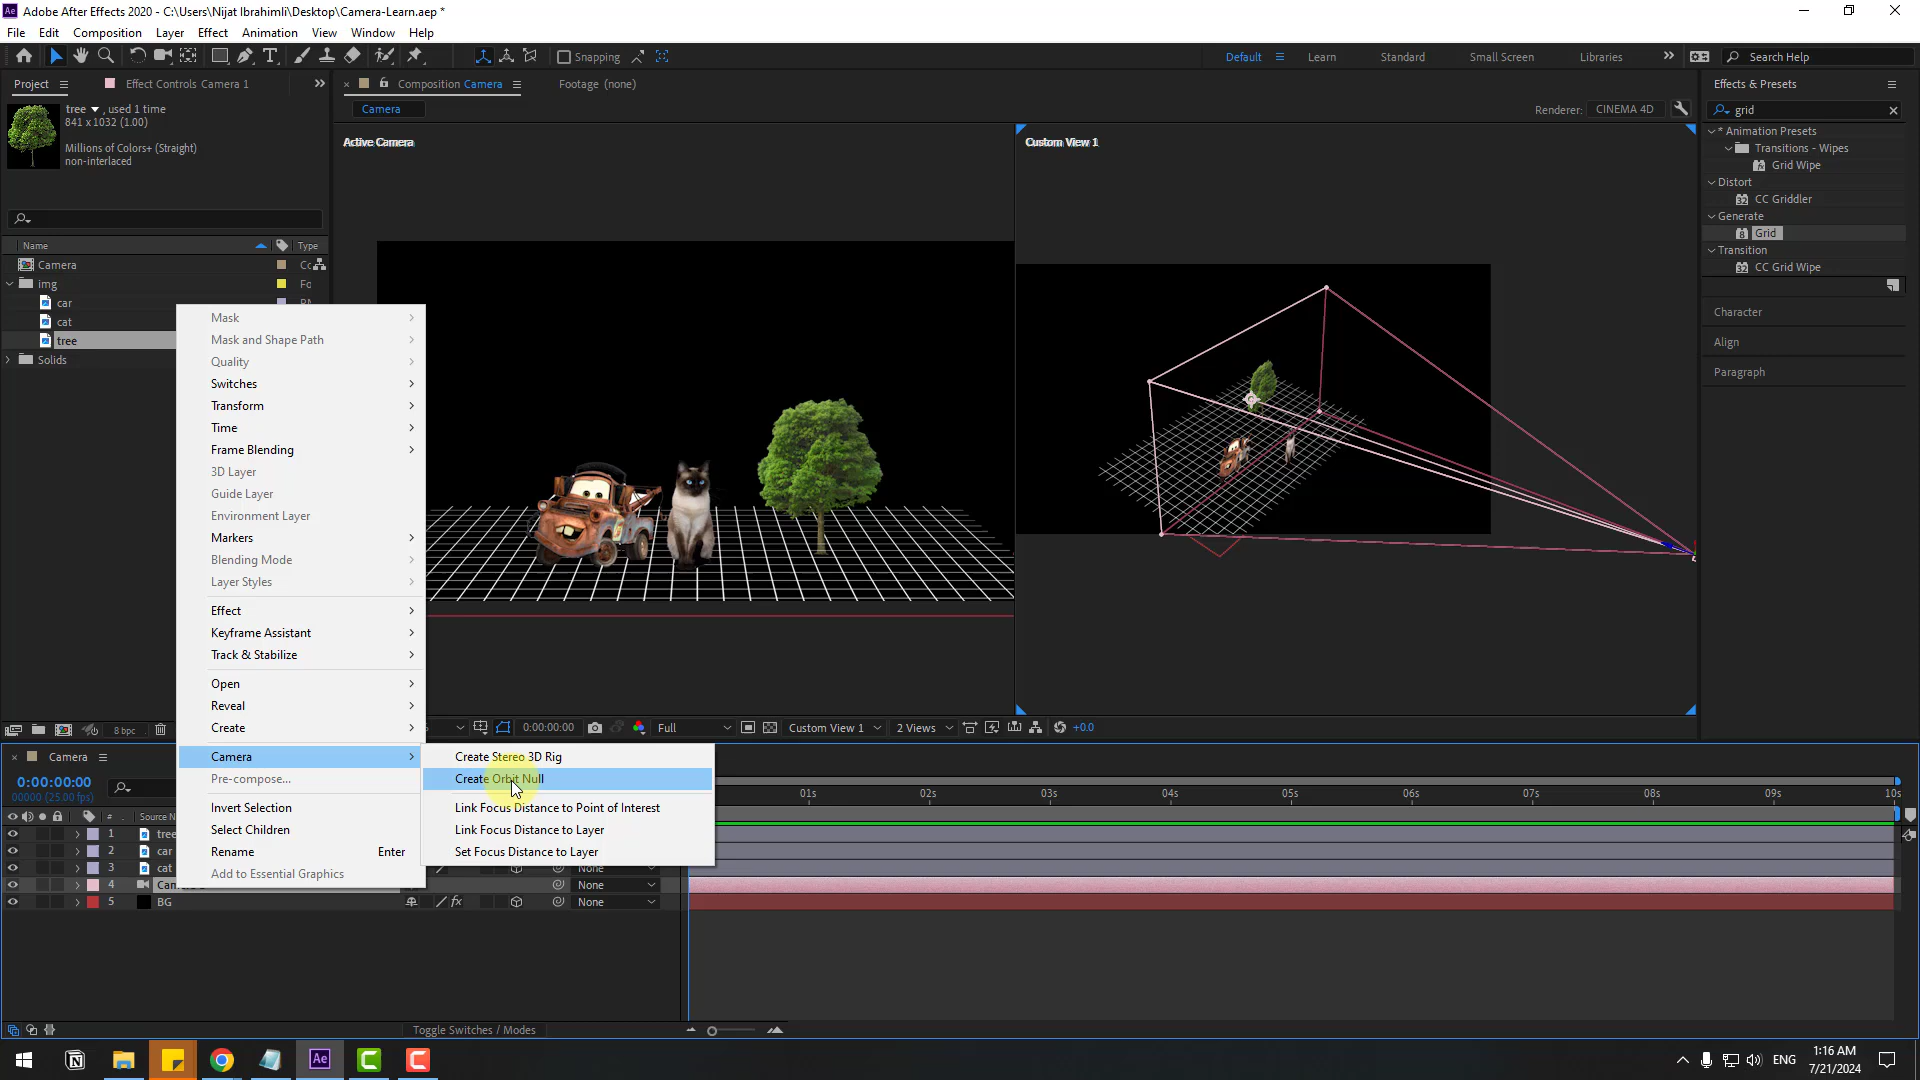 Adobe After Effects 2020 - C:\Users\Nijat Ibrahimli\Desktop\Camera-Learn.aep *
File Edit Composition Layer Effect Animation View Window Help
Snapping
Default Learn Standard Small Screen Libraries Search Help
Project Effect Controls Camera 1
Composition Camera Footage (none)
Effects & Presets
tree , used 1 time
841 x 1032 (1.00)
Millions of Colors+ (Straight)
non-interlaced
Camera
Renderer: CINEMA 4D
grid
Active Camera
Custom View 1
* Animation Presets
Transitions - Wipes
Grid Wipe
Distort
CC Griddler
Generate
Grid
Transition
CC Grid Wipe
Character
Align
Paragraph
Name Type
Camera
img Fo
car
cat
tree
Solids
Mask
Mask and Shape Path
Quality
Switches
Transform
Time
Frame Blending
3D Layer
Guide Layer
Environment Layer
Markers
Blending Mode
Layer Styles
Effect
Keyframe Assistant
Track & Stabilize
Open
Reveal
Create
Camera
Pre-compose...
Invert Selection
Select Children
Rename Enter
Add to Essential Graphics
Create Stereo 3D Rig
Create Orbit Null
Link Focus Distance to Point of Interest
Link Focus Distance to Layer
Set Focus Distance to Layer
8 bpc
0:00:00:00 Full Custom View 1 2 Views +0.0
Camera
0:00:00:00
00000 (25.00 fps)
# Source N
01s 02s 03s 04s 05s 06s 07s 08s 09s 10s
1 tree
2 car
3 cat None
4 None
5 BG fx None
Toggle Switches / Modes
Ae
ENG
1:16 AM
7/21/2024